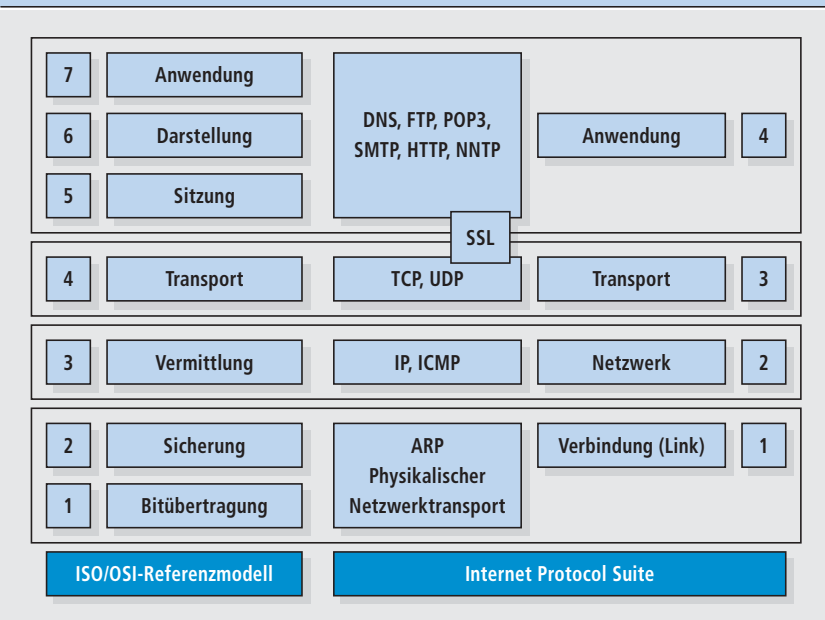 7 Anwendung
DNS, FTP, POP3,
SMTP, HTTP, NNTP
Anwendung 4
6 Darstellung
5 Sitzung
SSL
4 Transport TCP, UDP Transport 3
3 Vermittlung IP, ICMP Netzwerk 2
2 Sicherung
ARP
Physikalischer
Netzwerktransport
Verbindung (Link) 1
1 Bitübertragung
ISO/OSI-Referenzmodell Internet Protocol Suite